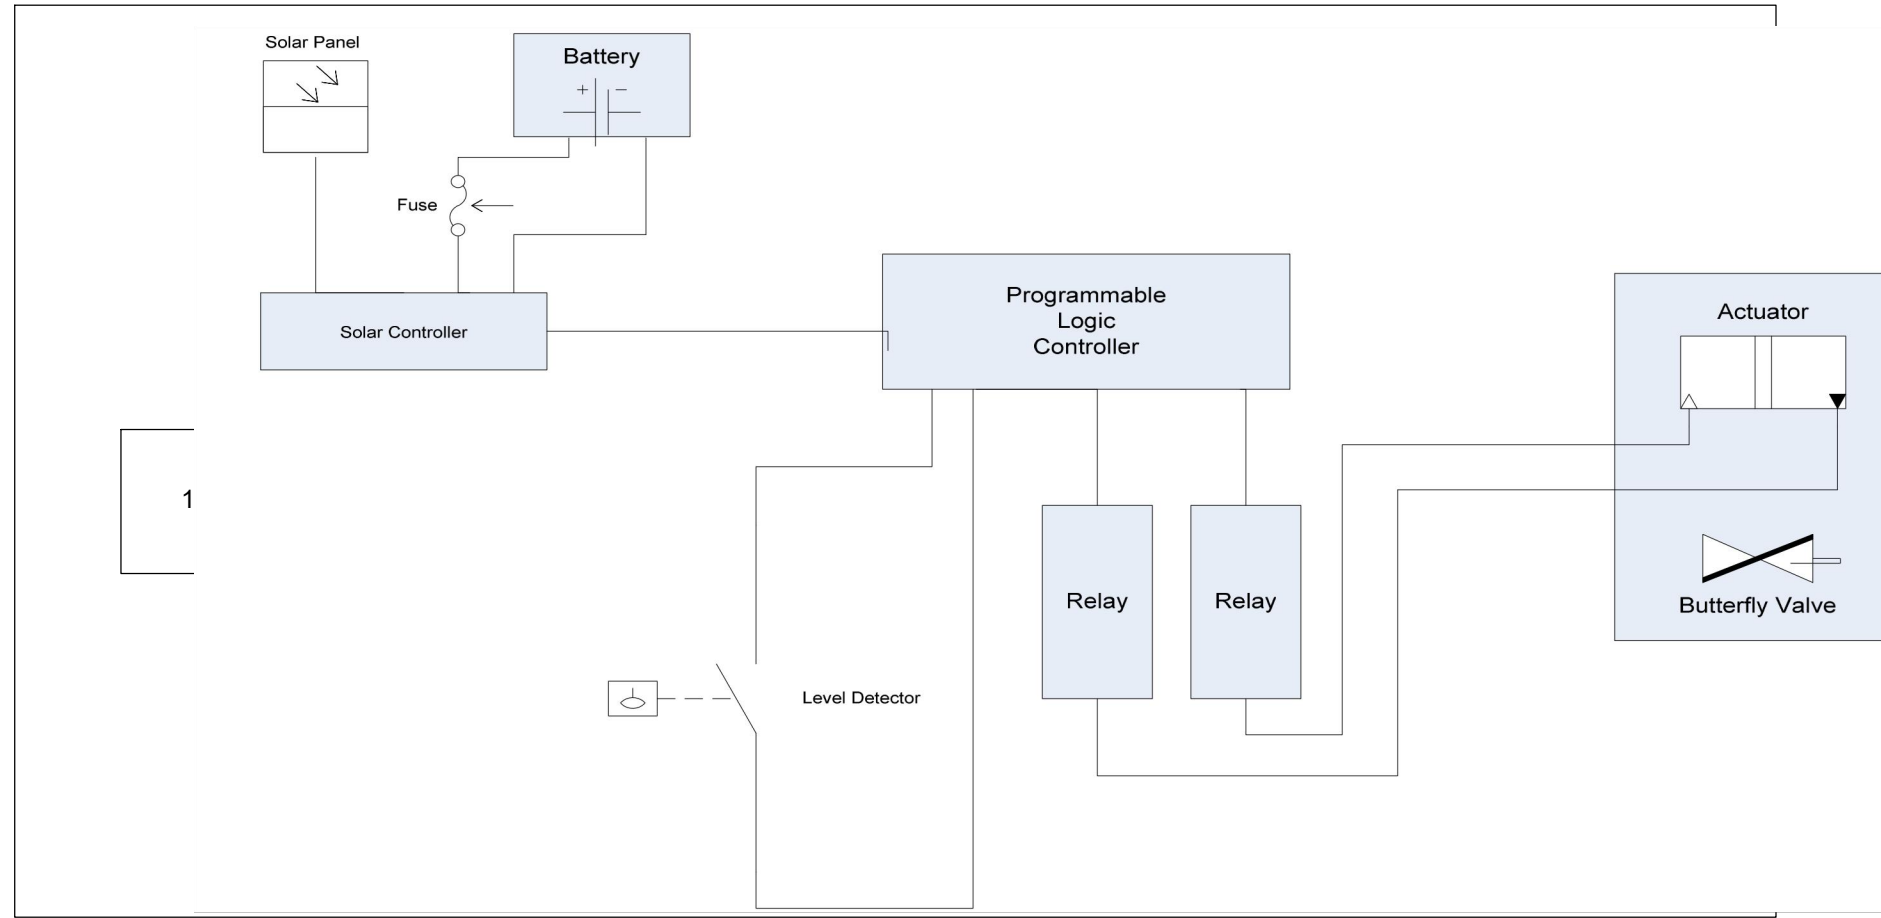 Solar Panel
Battery
+ −
Fuse
Solar Controller
Programmable
Logic
Controller
Actuator
1
Relay
Relay
Butterfly Valve
Level Detector